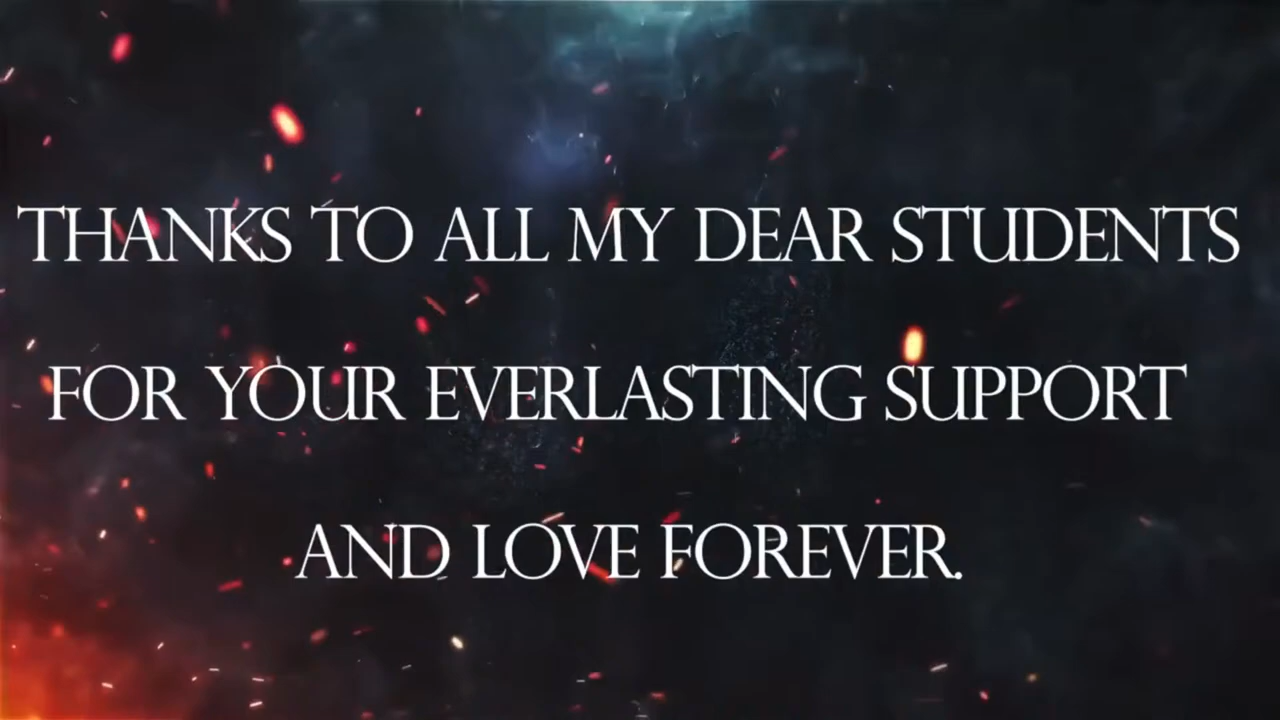 THANKS TO ALL MY DEAR STUDENTS
FOR YOUR EVERLASTING SUPPORT
AND LOVE FOREVER.